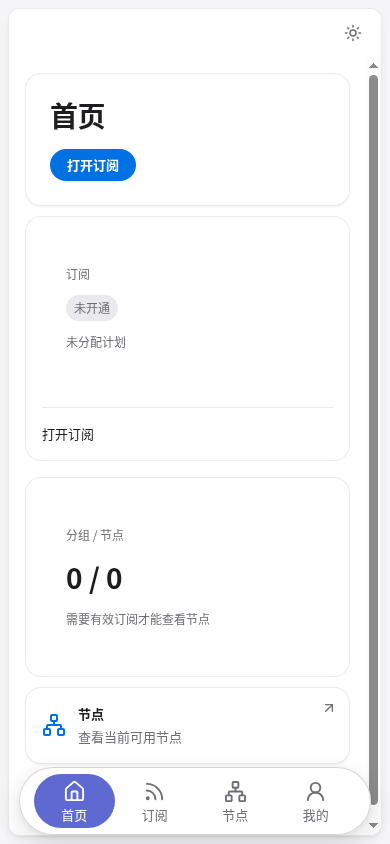 首页
打开订阅
订阅
未开通
未分配计划
打开订阅
分组 / 节点
0 / 0
需要有效订阅才能查看节点
节点
查看当前可用节点
首页
订阅
节点
我的